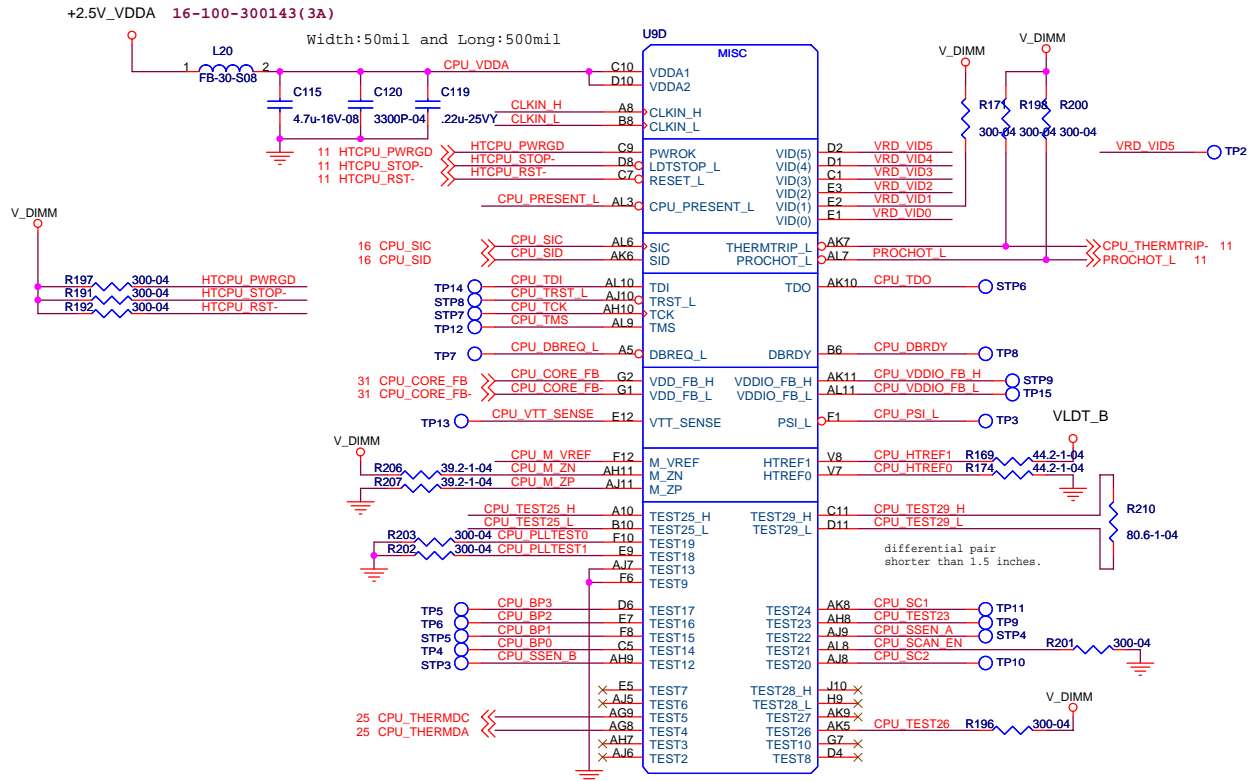 +2.5V_VDDA 16-100-300143(3A)
Width:50mil and Long:500mil
U9D
MISC
L20
1 2
FB-30-S08
CPU_VDDA
C10 VDDA1
D10 VDDA2
C115
4.7u-16V-08
C120
3300P-04
C119
.22u-25VY
CLKIN_H A8 CLKIN_H
CLKIN_L B8 CLKIN_L
V_DIMM
V_DIMM
R171
300-04
R198
300-04
R200
300-04
11 HTCPU_PWRGD HTCPU_PWRGD C9 PWROK
11 HTCPU_STOP- HTCPU_STOP- D8 LDTSTOP_L
11 HTCPU_RST- HTCPU_RST- C7 RESET_L
CPU_PRESENT_L AL3 CPU_PRESENT_L
VID(5) D2 VRD_VID5
VID(4) D1 VRD_VID4
VID(3) C1 VRD_VID3
VID(2) E3 VRD_VID2
VID(1) E2 VRD_VID1
VID(0) E1 VRD_VID0
VRD_VID5 TP2
V_DIMM
R197 300-04 HTCPU_PWRGD
R191 300-04 HTCPU_STOP-
R192 300-04 HTCPU_RST-
16 CPU_SIC CPU_SIC AL6 SIC
16 CPU_SID CPU_SID AK6 SID
THERMTRIP_L AK7 CPU_THERMTRIP- 11
PROCHOT_L AL7 PROCHOT_L PROCHOT_L 11
TP14 CPU_TDI AL10 TDI
STP8 CPU_TRST_L AJ10 TRST_L
STP7 CPU_TCK AH10 TCK
TP12 CPU_TMS AL9 TMS
TDO AK10 CPU_TDO STP6
TP7 CPU_DBREQ_L A5 DBREQ_L
DBRDY B6 CPU_DBRDY TP8
31 CPU_CORE_FB CPU_CORE_FB G2 VDD_FB_H
31 CPU_CORE_FB- CPU_CORE_FB- G1 VDD_FB_L
VDDIO_FB_H AK11 CPU_VDDIO_FB_H STP9
VDDIO_FB_L AL11 CPU_VDDIO_FB_L TP15
TP13 CPU_VTT_SENSE E12 VTT_SENSE
PSI_L F1 CPU_PSI_L TP3
VLDT_B
V_DIMM
CPU_M_VREF F12 M_VREF
R206 39.2-1-04 CPU_M_ZN AH11 M_ZN
R207 39.2-1-04 CPU_M_ZP AJ11 M_ZP
HTREF1 V8 CPU_HTREF1 R169 44.2-1-04
HTREF0 V7 CPU_HTREF0 R174 44.2-1-04
CPU_TEST25_H A10 TEST25_H
CPU_TEST25_L B10 TEST25_L
R203 300-04 CPU_PLLTEST0 F10 TEST19
R202 300-04 CPU_PLLTEST1 E9 TEST18
AJ7 TEST13
F6 TEST9
TEST29_H C11 CPU_TEST29_H
TEST29_L D11 CPU_TEST29_L
R210
80.6-1-04
differential pair
shorter than 1.5 inches.
TP5 CPU_BP3 D6 TEST17
TP6 CPU_BP2 E7 TEST16
STP5 CPU_BP1 F8 TEST15
TP4 CPU_BP0 C5 TEST14
STP3 CPU_SSEN_B AH9 TEST12
TEST24 AK8 CPU_SC1 TP11
TEST23 AH8 CPU_TEST23 TP9
TEST22 AJ9 CPU_SSEN_A STP4
TEST21 AL8 CPU_SCAN_EN R201 300-04
TEST20 AJ8 CPU_SC2 TP10
E5 TEST7
AJ5 TEST6
25 CPU_THERMDC AG9 TEST5
25 CPU_THERMDA AG8 TEST4
AH7 TEST3
AJ6 TEST2
TEST28_H J10
TEST28_L H9
TEST27 AK9
TEST26 AK5 CPU_TEST26 R196 300-04
V_DIMM
TEST10 G7
TEST8 D4